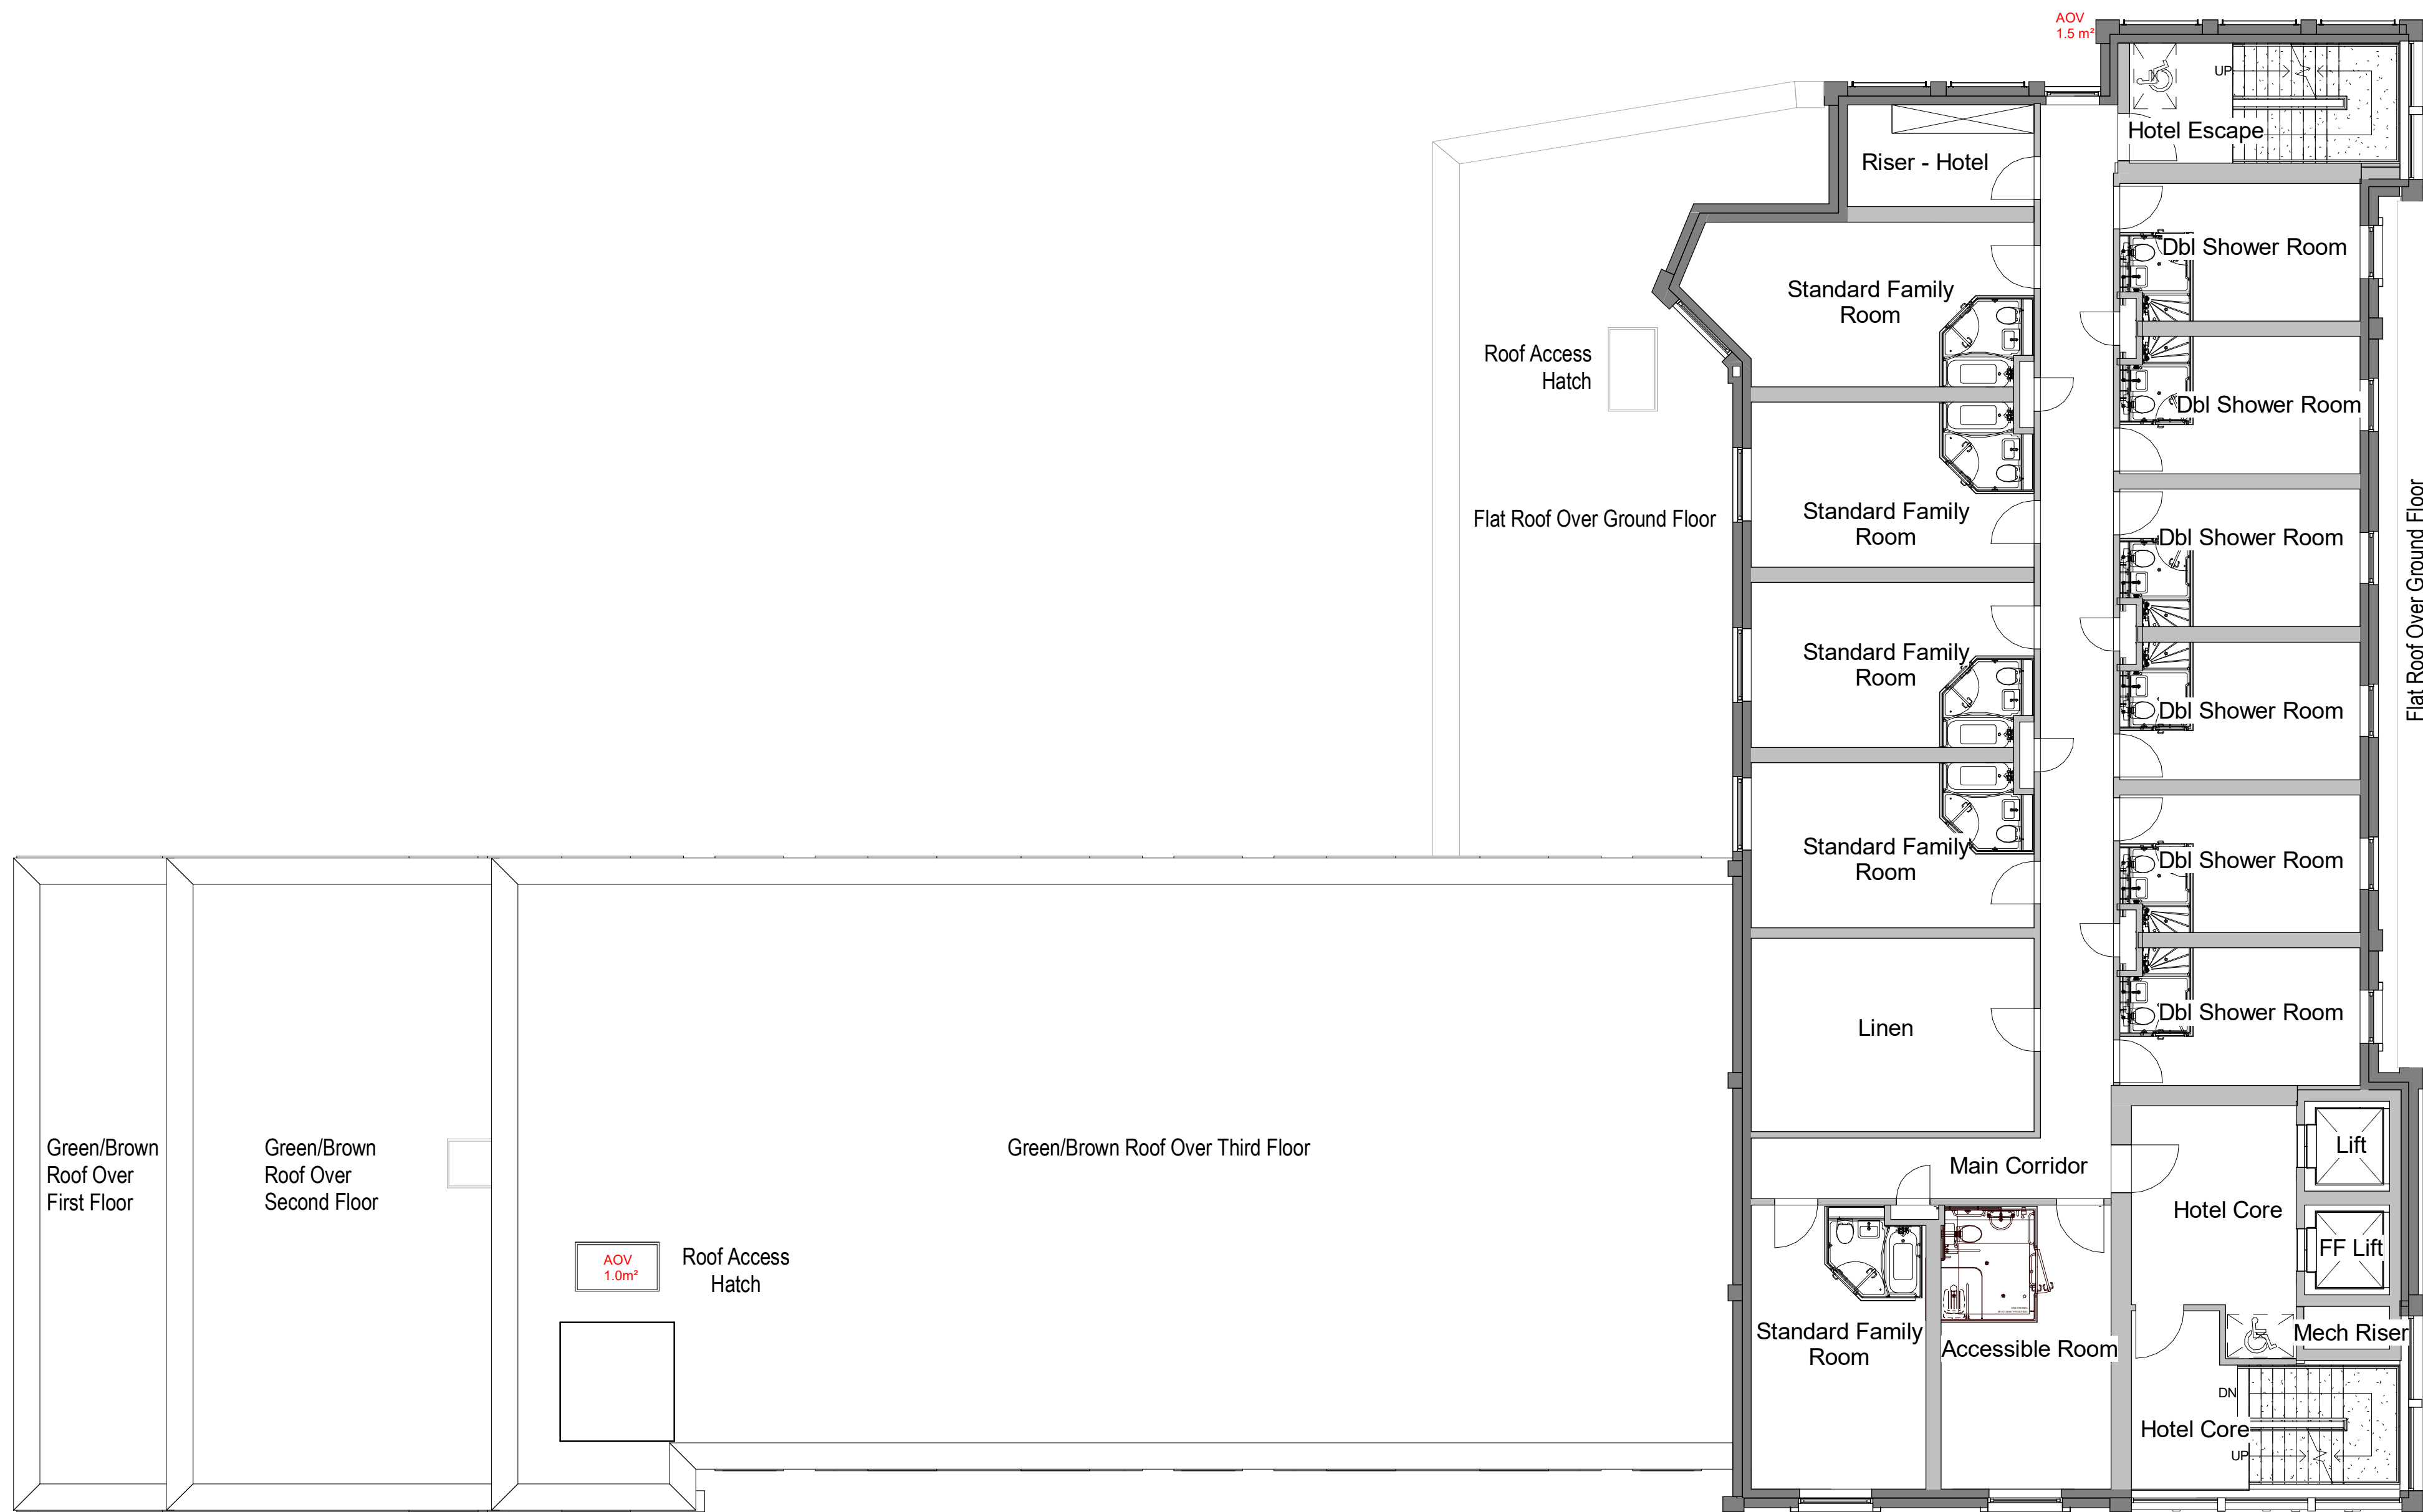 AOV
1.5 m²
UP
Hotel Escape
Riser - Hotel
Dbl Shower Room
Standard Family
Room
Roof Access
Hatch
Dbl Shower Room
Flat Roof Over Ground Floor
Standard Family
Room
Dbl Shower Room
Flat Roof Over Ground Floor
Standard Family
Room
Dbl Shower Room
Standard Family
Room
Dbl Shower Room
Linen
Dbl Shower Room
Green/Brown
Roof Over
First Floor
Green/Brown
Roof Over
Second Floor
Green/Brown Roof Over Third Floor
Main Corridor
Lift
Hotel Core
FF Lift
AOV
1.0m²
Roof Access
Hatch
Standard Family
Room
Accessible Room
Mech Riser
DN
Hotel Core
UP